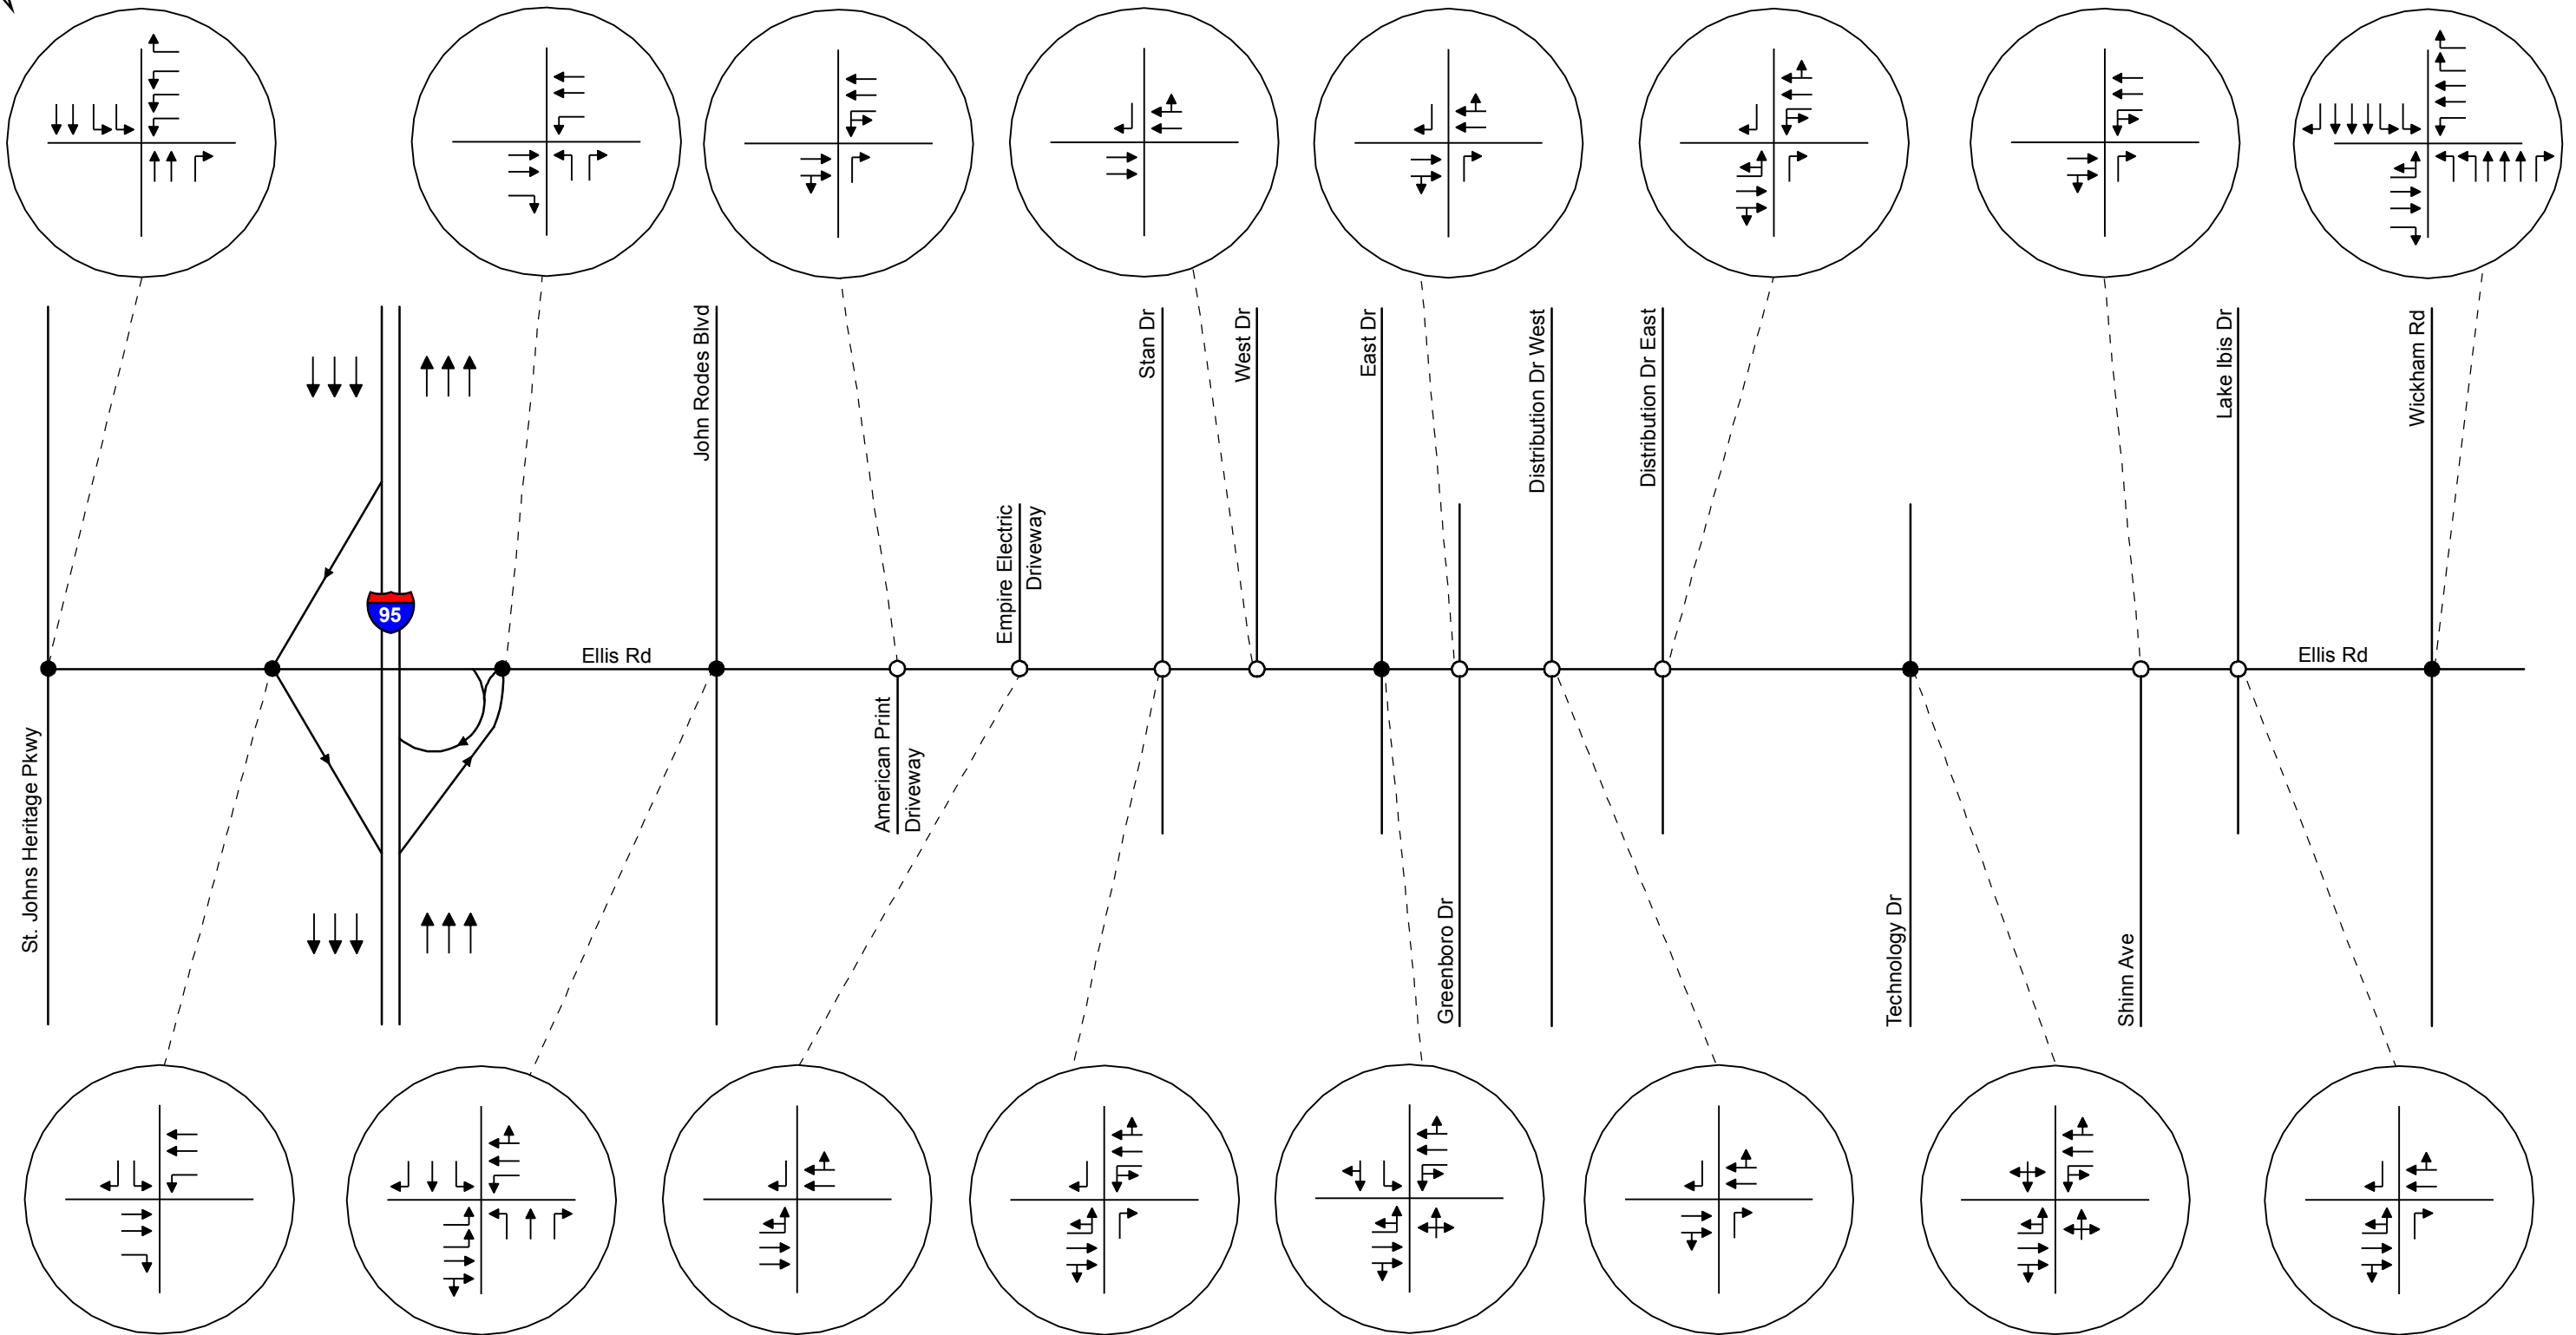 John Rodes Blvd
Stan Dr
West Dr
East Dr
Distribution Dr West
Distribution Dr East
Lake Ibis Dr
Wickham Rd
Empire Electric
Driveway
95
Ellis Rd
Ellis Rd
St. Johns Heritage Pkwy
American Print
Driveway
Greenboro Dr
Technology Dr
Shinn Ave